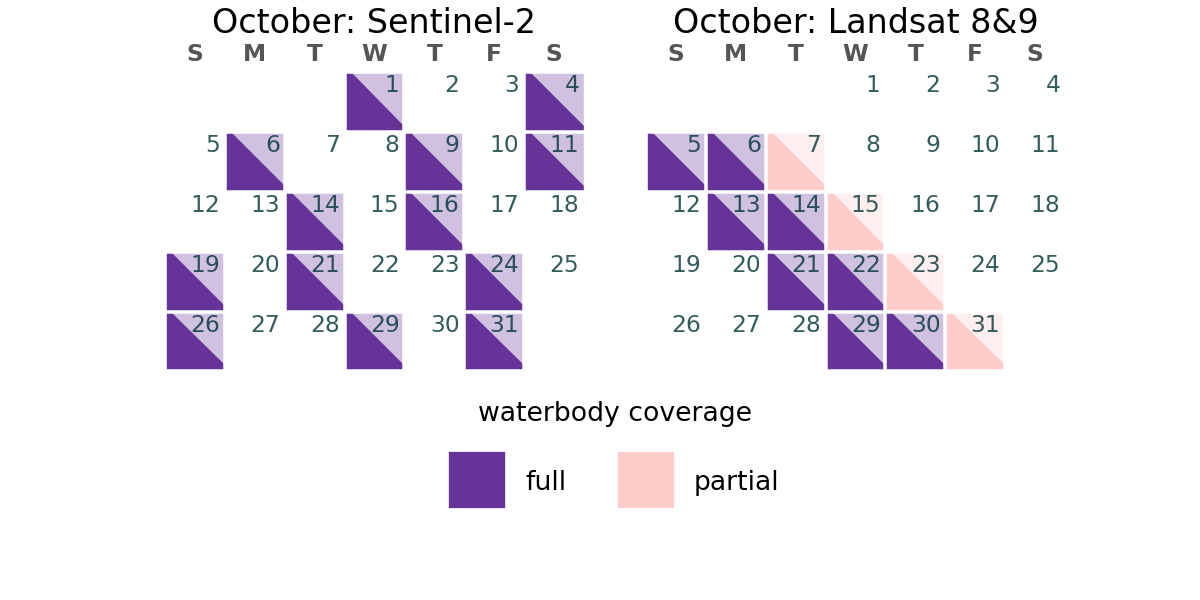 October: Sentinel-2
S M T W T F S
1 2 3 4
5 6 7 8 9 10 11
12 13 14 15 16 17 18
19 20 21 22 23 24 25
26 27 28 29 30 31
October: Landsat 8&9
S M T W T F S
1 2 3 4
5 6 7 8 9 10 11
12 13 14 15 16 17 18
19 20 21 22 23 24 25
26 27 28 29 30 31
waterbody coverage
full partial